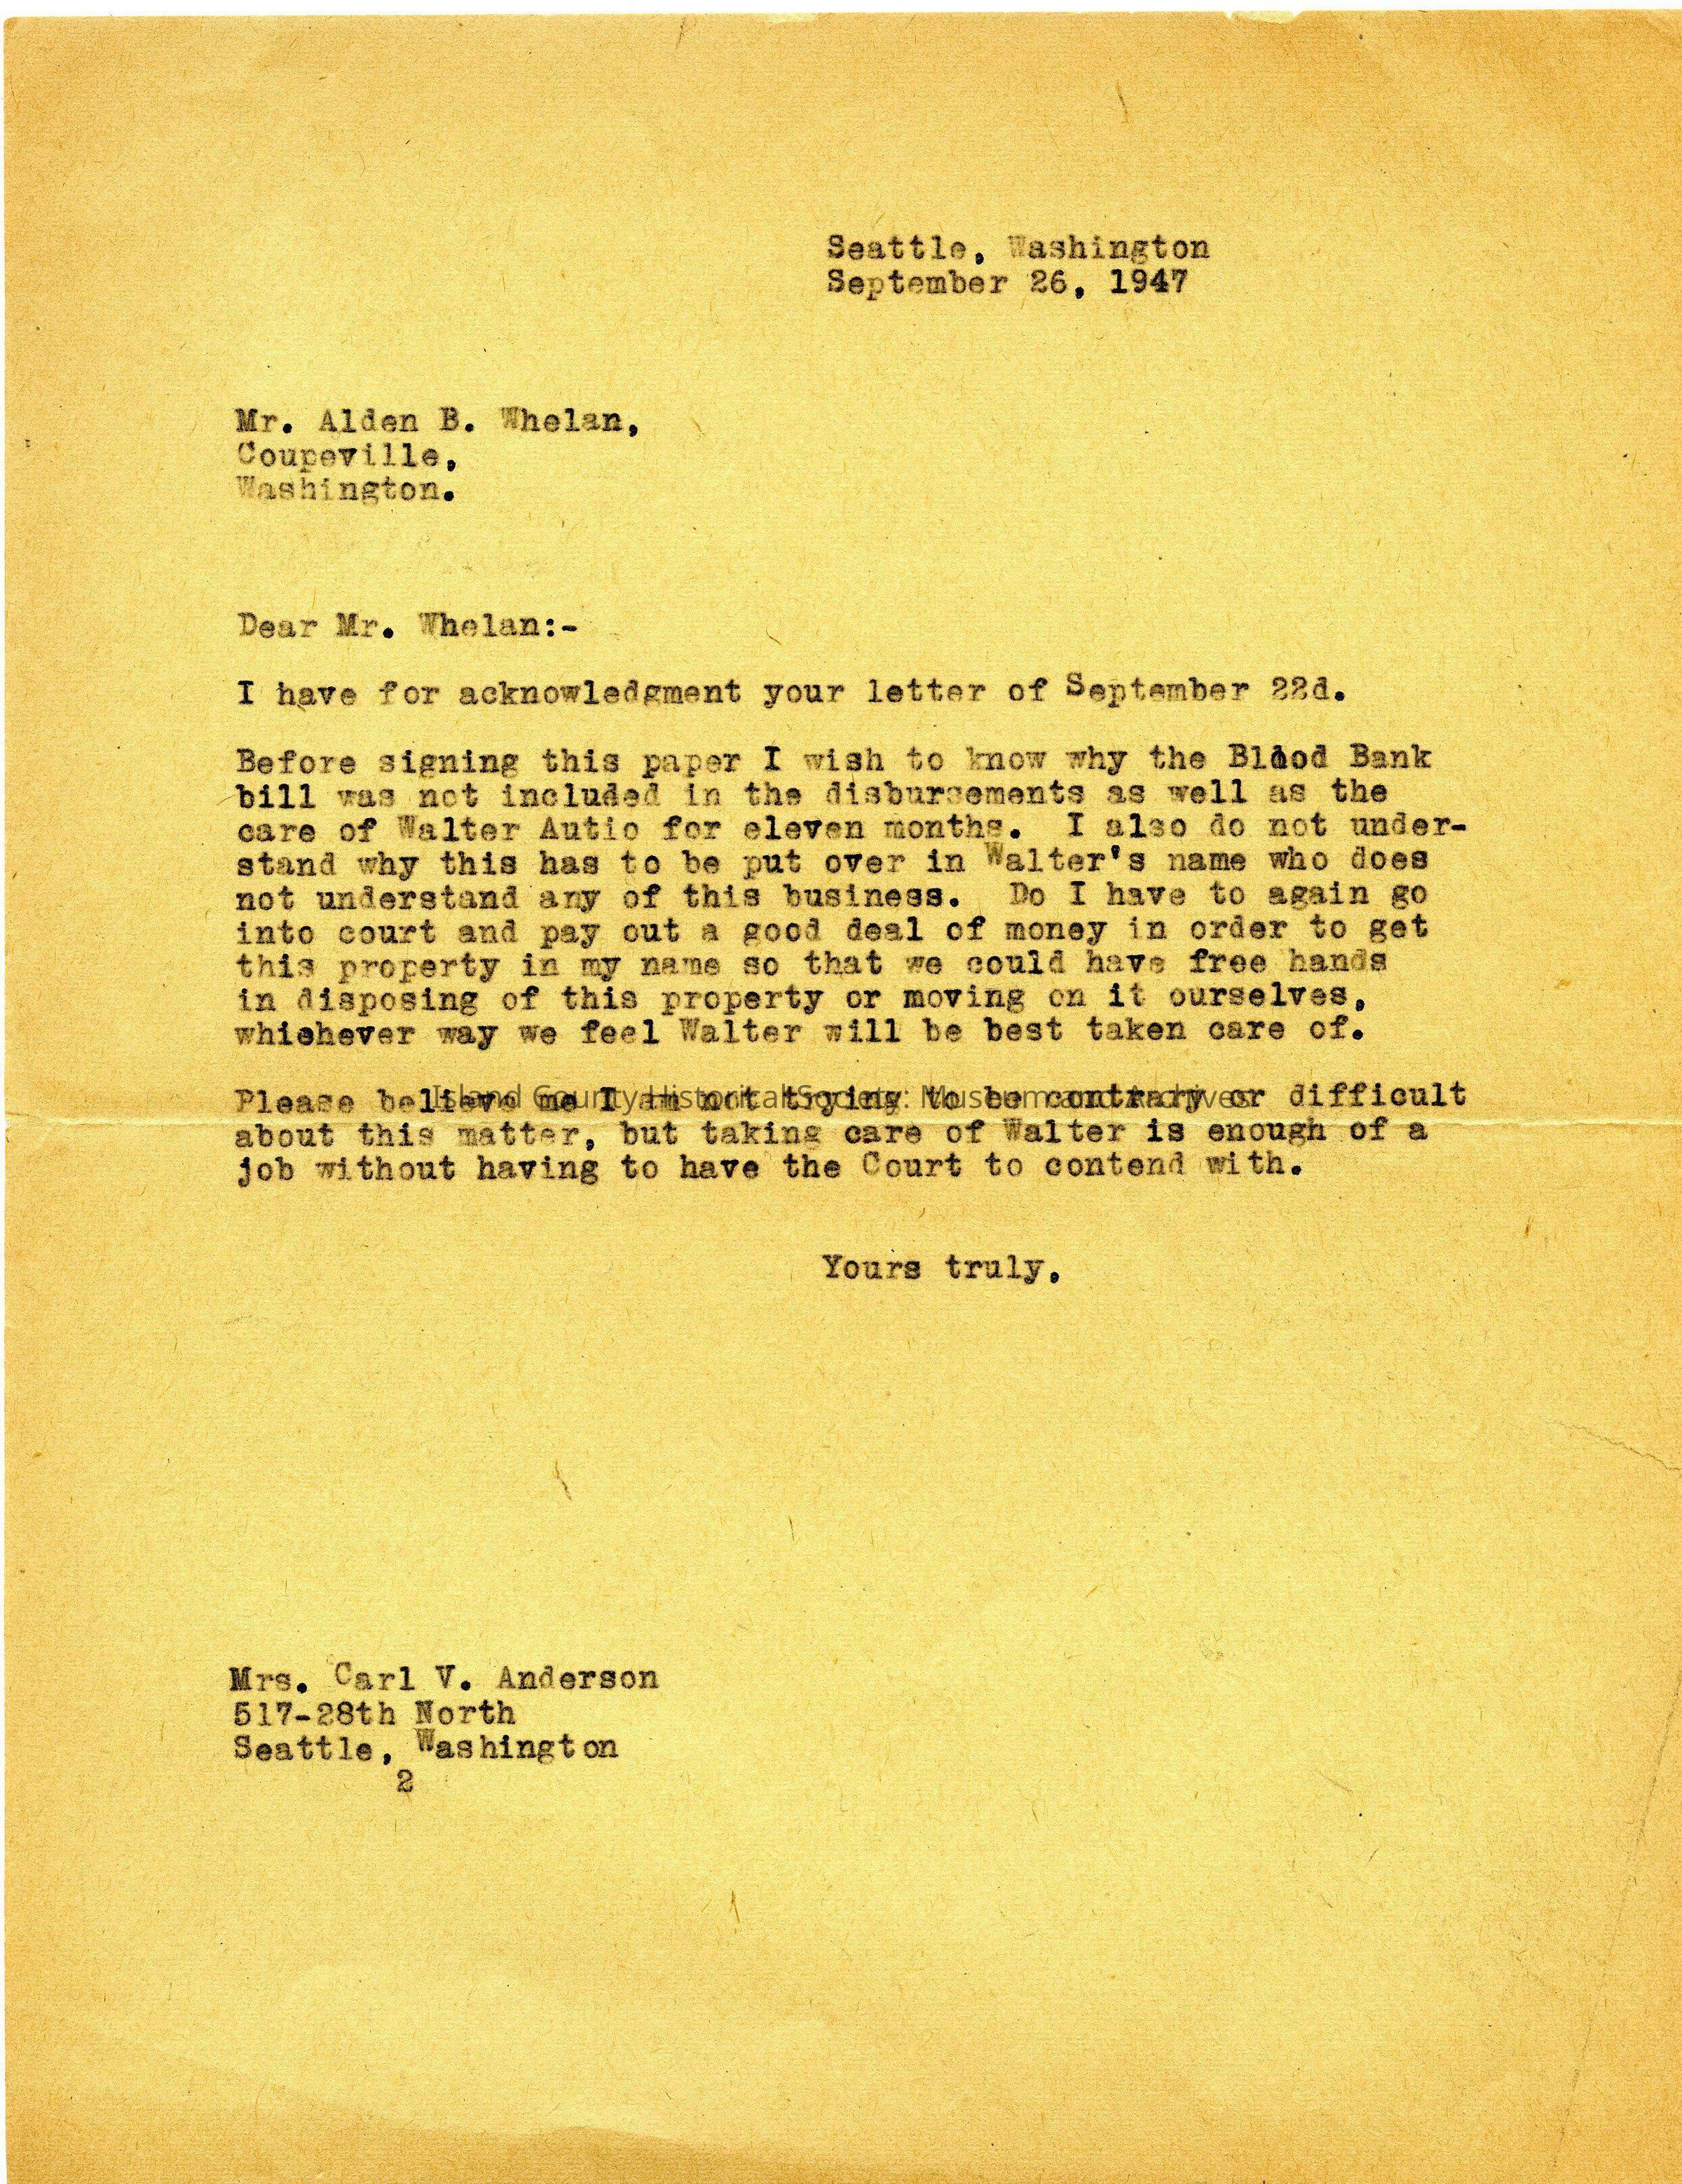 Seattle, Washington
September 26, 1947
Mr. Alden B. Whelan,
Coupeville,
Washington.
Dear Mr. Whelan:-
I have for acknowledgment your letter of September 22d.
Before signing this paper I wish to know why the Blood Bank
bill was not included in the disbursements as well as the
care of Walter Autio for eleven months. I also do not under-
stand why this has to be put over in Walter's name who does
not understand any of this business. Do I have to again go
into court and pay out a good deal of money in order to get
this property in my name so that we could have free hands
in disposing of this property or moving on it ourselves,
whichever way we feel Walter will be best taken care of.
Please believe me I am not trying to be contrary or difficult
Island County Historical Society: Museum and Archives
about this matter, but taking care of Walter is enough of a
job without having to have the Court to contend with.
Yours truly,
Mrs. Carl V. Anderson
517-28th North
Seattle, Washington
2